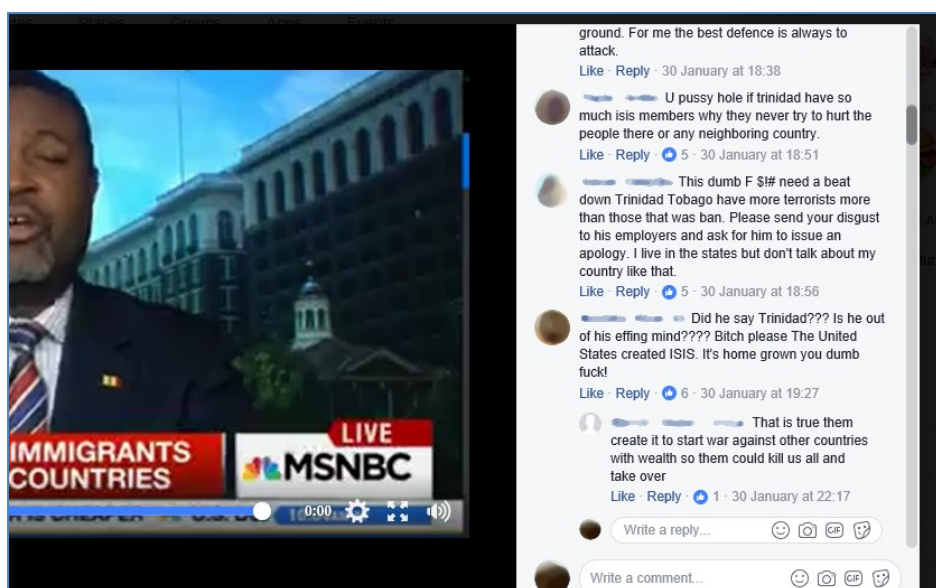 Places Groups Apps Events
ground. For me the best defence is always to
attack.
Like · Reply · 30 January at 18:38
U pussy hole if trinidad have so
much isis members why they never try to hurt the
people there or any neighboring country.
Like · Reply · 5 · 30 January at 18:51
This dumb F $!# need a beat
down Trinidad Tobago have more terrorists more
than those that was ban. Please send your disgust
to his employers and ask for him to issue an
apology. I live in the states but don't talk about my
country like that.
Like · Reply · 5 · 30 January at 18:56
Did he say Trinidad??? Is he out
of his effing mind???? Bitch please The United
States created ISIS. It's home grown you dumb
fuck!
Like · Reply · 6 · 30 January at 19:27
That is true them
create it to start war against other countries
with wealth so them could kill us all and
take over
Like · Reply · 1 · 30 January at 22:17
Write a reply...
GIF
Write a comment...
GIF
IMMIGRANTS
COUNTRIES
LIVE
MSNBC
0:00